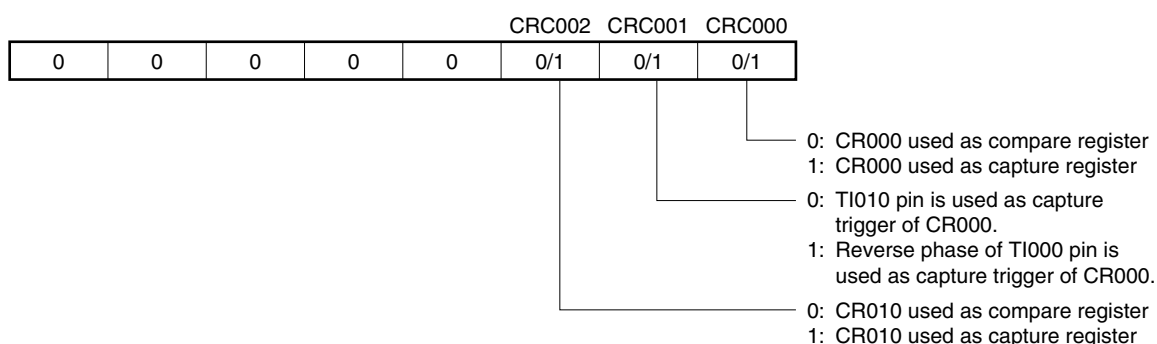 CRC002 CRC001 CRC000
0 0 0 0 0 0/1 0/1 0/1
0: CR000 used as compare register
1: CR000 used as capture register
0: TI010 pin is used as capture
trigger of CR000.
1: Reverse phase of TI000 pin is
used as capture trigger of CR000.
0: CR010 used as compare register
1: CR010 used as capture register